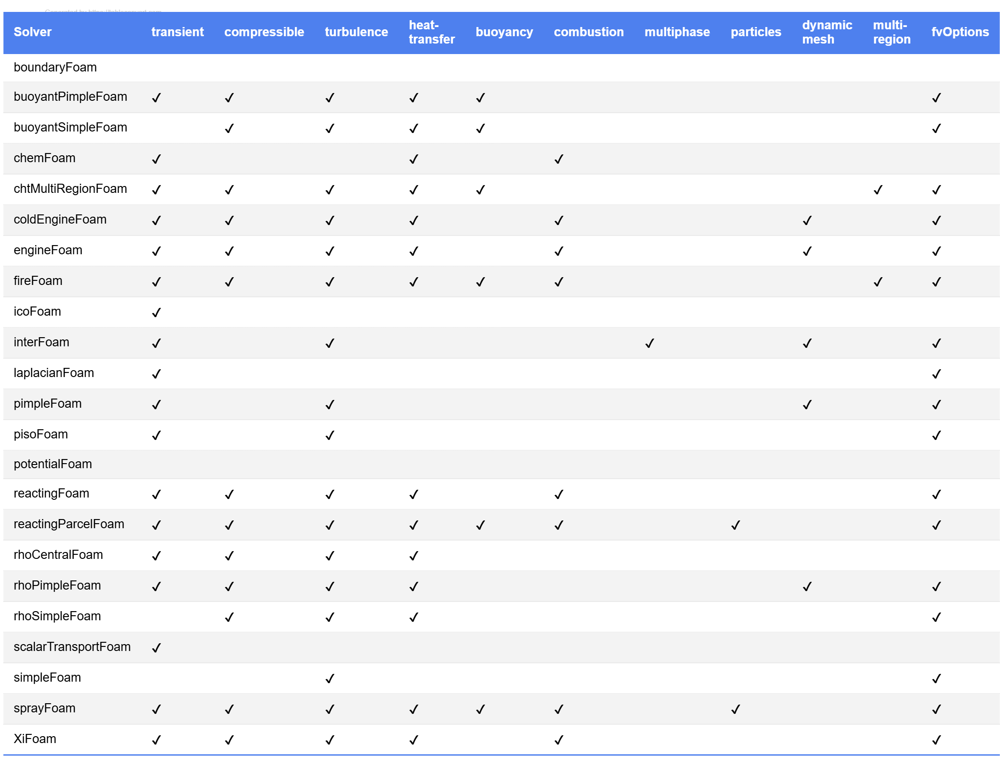 Generated by https://tableconvert.com
Solver transient compressible turbulence heat-transfer buoyancy combustion multiphase particles dynamic mesh multi-region fvOptions
boundaryFoam
buoyantPimpleFoam ✓ ✓ ✓ ✓ ✓ ✓
buoyantSimpleFoam ✓ ✓ ✓ ✓ ✓
chemFoam ✓ ✓ ✓
chtMultiRegionFoam ✓ ✓ ✓ ✓ ✓ ✓ ✓
coldEngineFoam ✓ ✓ ✓ ✓ ✓ ✓ ✓
engineFoam ✓ ✓ ✓ ✓ ✓ ✓ ✓
fireFoam ✓ ✓ ✓ ✓ ✓ ✓ ✓ ✓
icoFoam ✓
interFoam ✓ ✓ ✓ ✓ ✓
laplacianFoam ✓ ✓
pimpleFoam ✓ ✓ ✓ ✓
pisoFoam ✓ ✓ ✓
potentialFoam
reactingFoam ✓ ✓ ✓ ✓ ✓ ✓
reactingParcelFoam ✓ ✓ ✓ ✓ ✓ ✓ ✓ ✓
rhoCentralFoam ✓ ✓ ✓ ✓
rhoPimpleFoam ✓ ✓ ✓ ✓ ✓ ✓
rhoSimpleFoam ✓ ✓ ✓ ✓
scalarTransportFoam ✓
simpleFoam ✓ ✓
sprayFoam ✓ ✓ ✓ ✓ ✓ ✓ ✓ ✓
XiFoam ✓ ✓ ✓ ✓ ✓ ✓